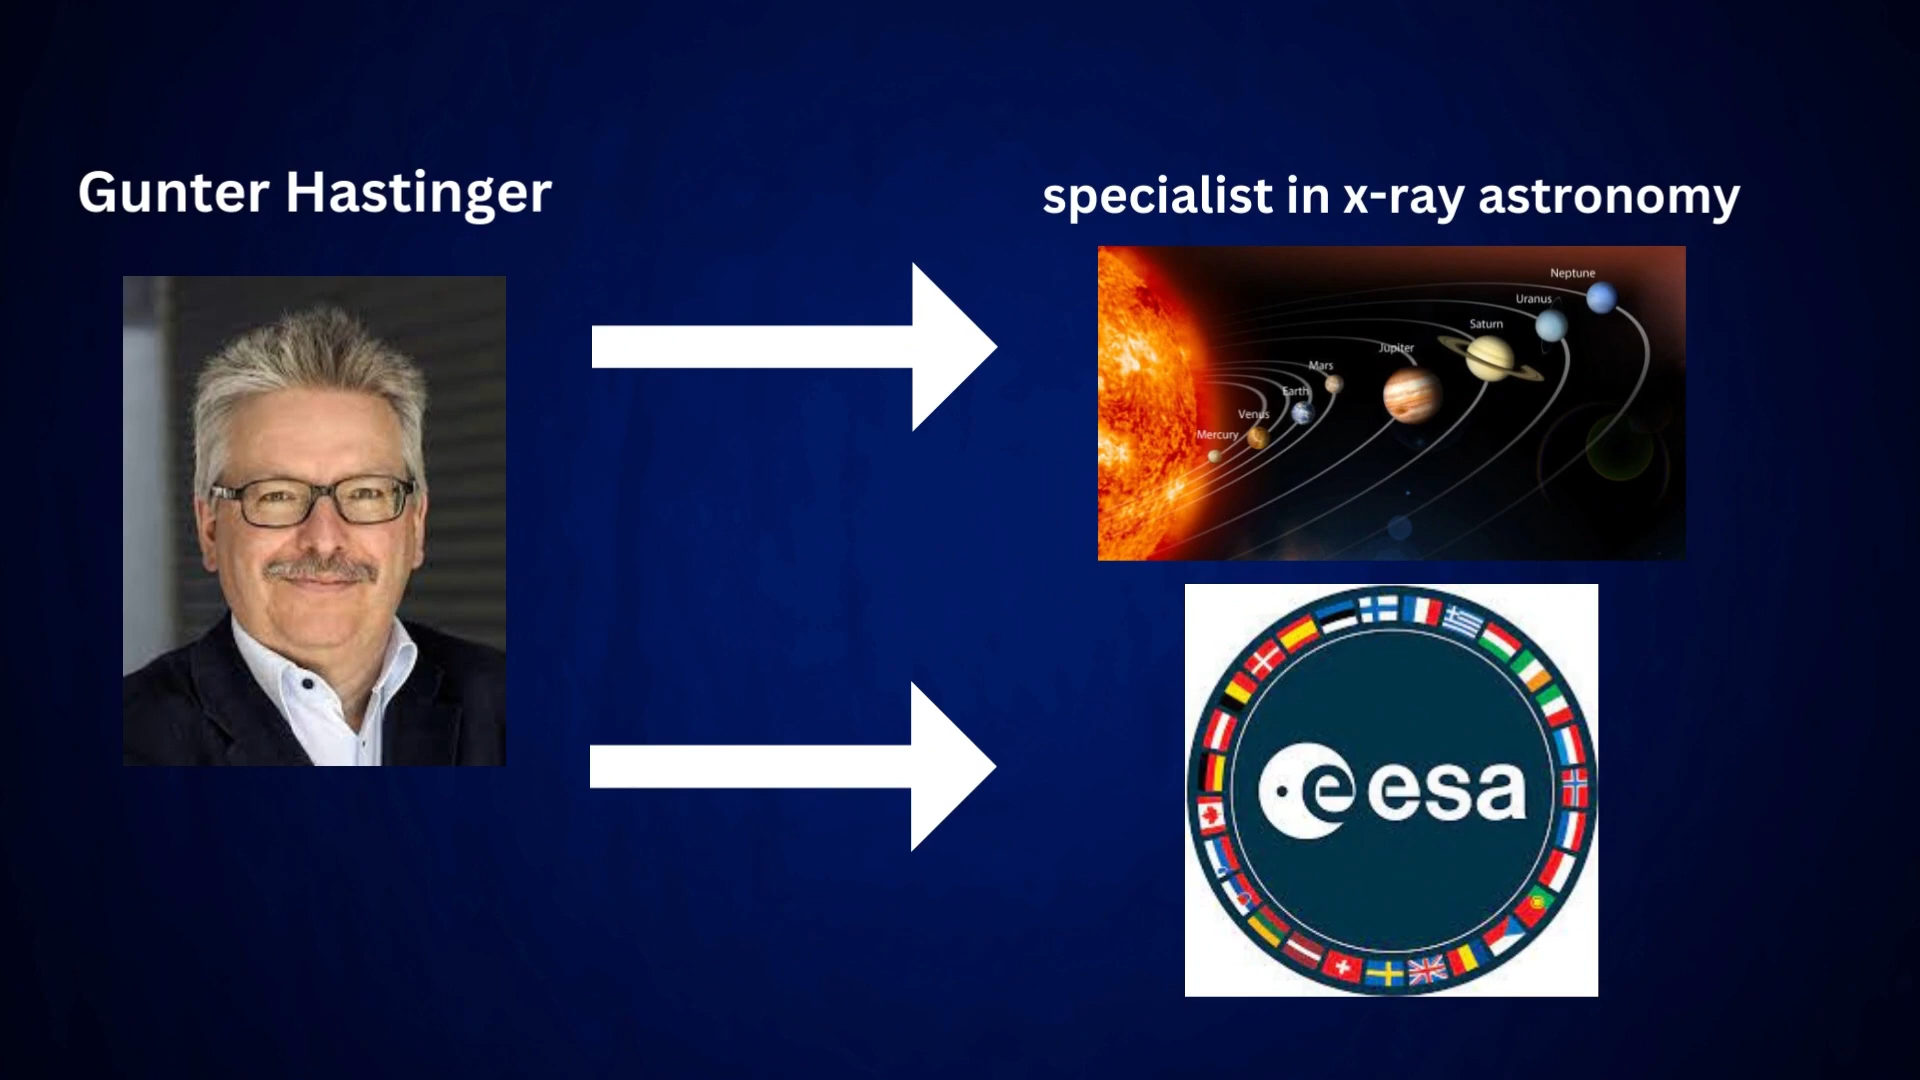 Gunter Hastinger
specialist in x-ray astronomy
Neptune
Uranus
Saturn
Jupiter
Mars
Earth
Venus
Mercury
esa